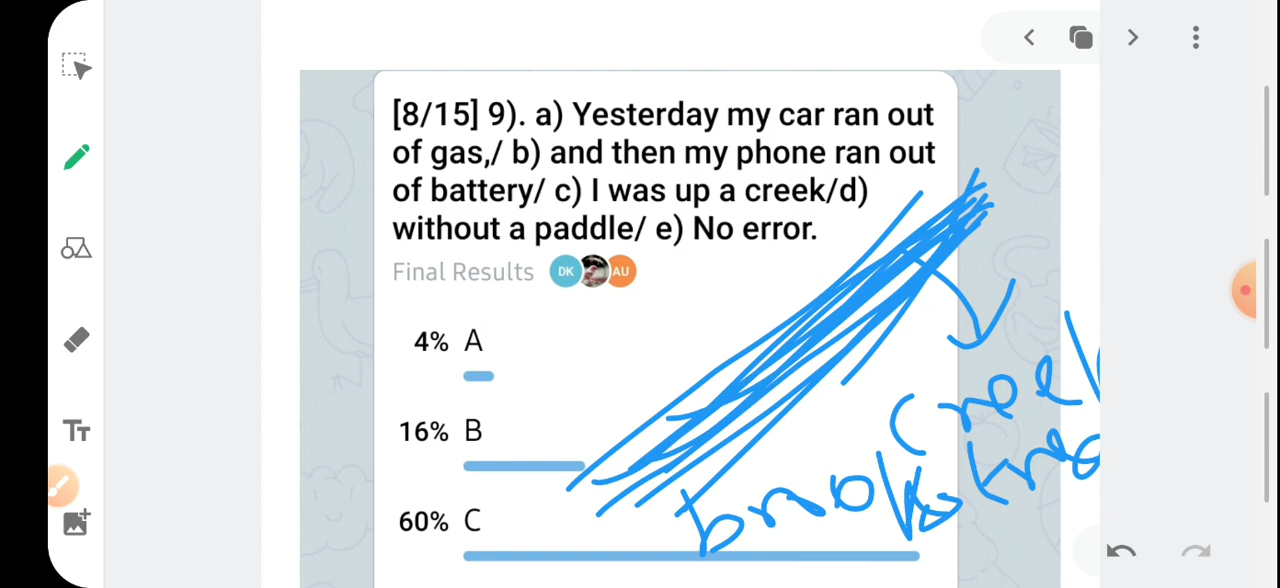 [8/15] 9). a) Yesterday my car ran out
of gas,/ b) and then my phone ran out
of battery/ c) I was up a creek/d)
without a paddle/ e) No error.
Final Results DK AU
4% A
16% B
60% C
Tт